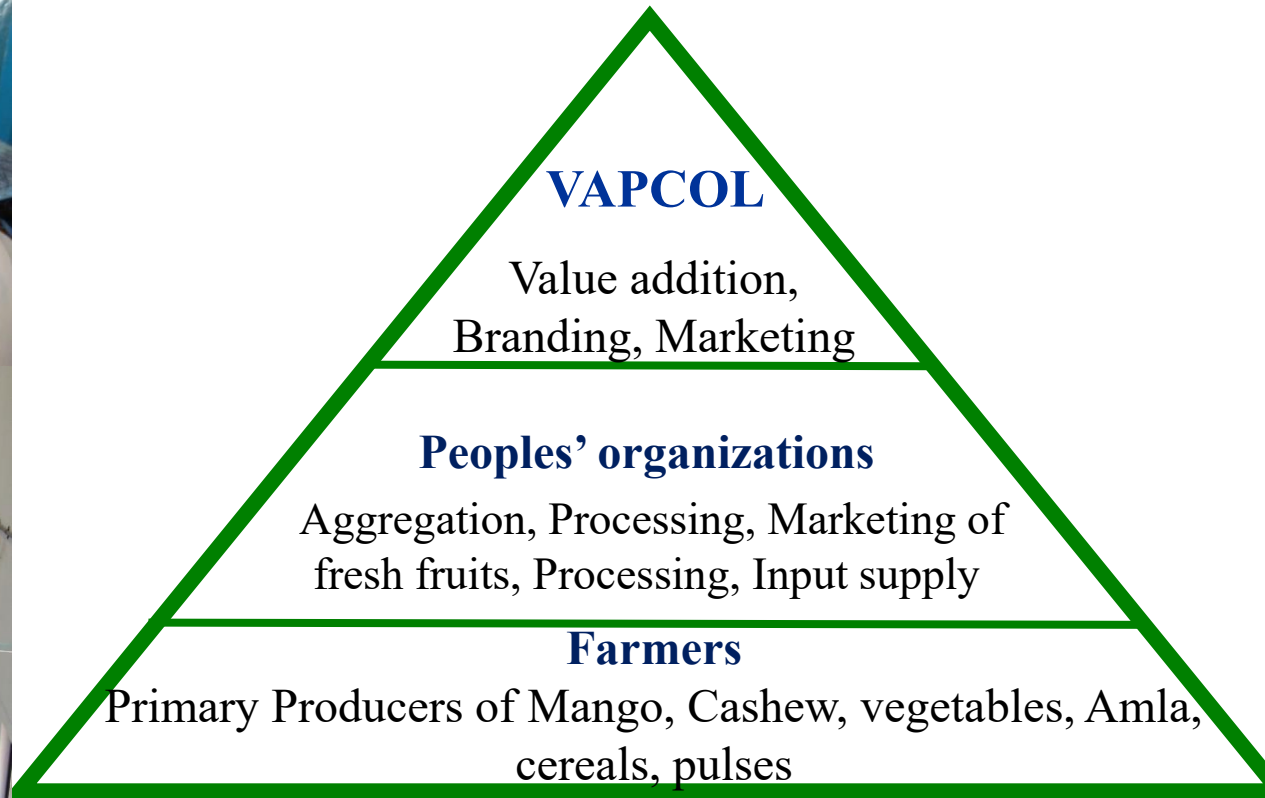 VAPCOL
Value addition,
Branding, Marketing
Peoples’ organizations
Aggregation, Processing, Marketing of
fresh fruits, Processing, Input supply
Farmers
Primary Producers of Mango, Cashew, vegetables, Amla,
cereals, pulses